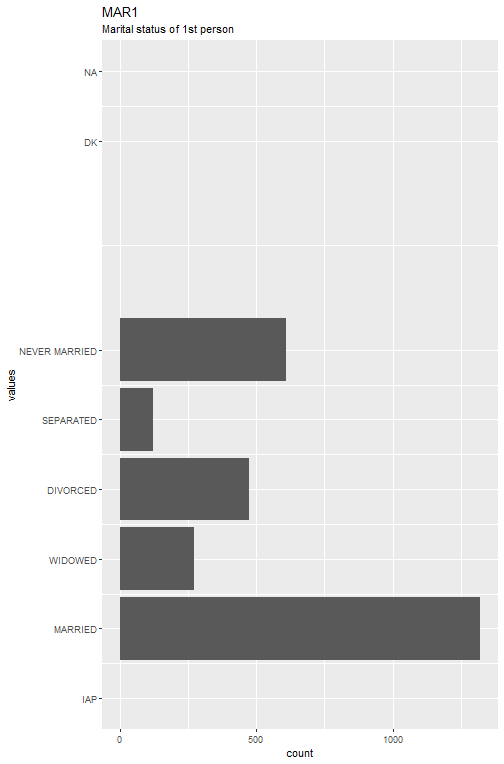 MAR1
Marital status of 1st person
NA
DK
NEVER MARRIED
SEPARATED
DIVORCED
WIDOWED
MARRIED
IAP
values
0 500 1000
count